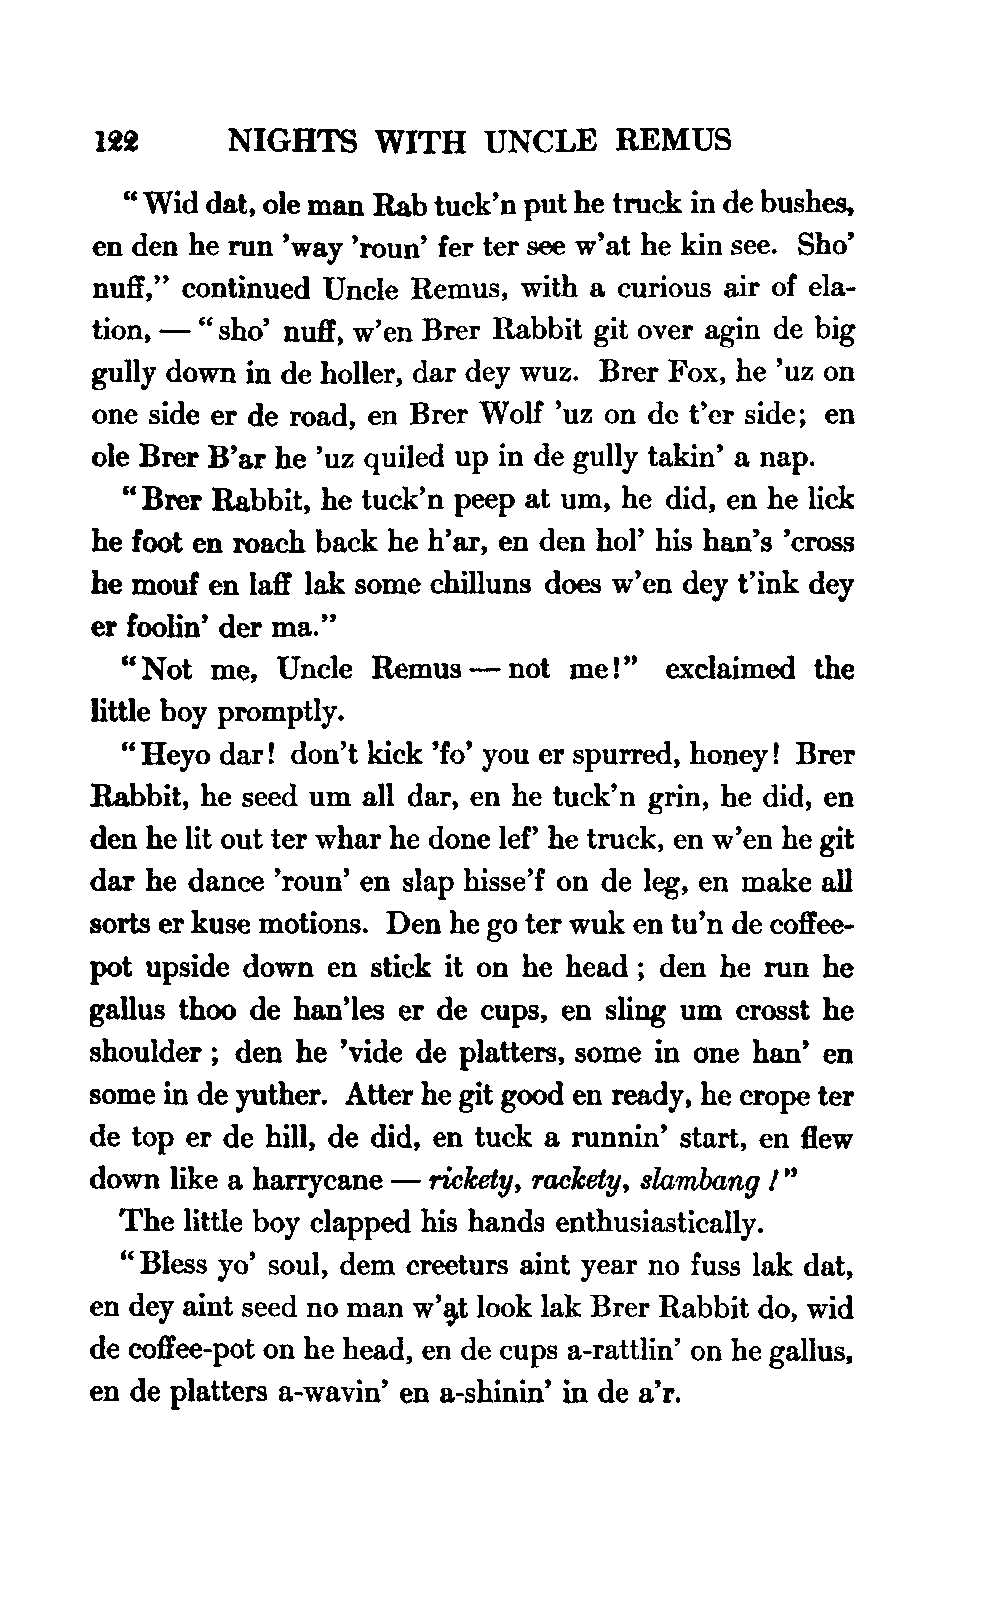 122 NIGHTS WITH UNCLE REMUS
“Wid dat, ole man Rab tuck’n put he truck in de bushes,
en den he run ’way ’roun’ fer ter see w’at he kin see. Sho’
nuff,” continued Uncle Remus, with a curious air of ela-
tion, — “sho’ nuff, w’en Brer Rabbit git over agin de big
gully down in de holler, dar dey wuz. Brer Fox, he ’uz on
one side er de road, en Brer Wolf ’uz on de t’er side; en
ole Brer B’ar he ’uz quiled up in de gully takin’ a nap.
“Brer Rabbit, he tuck’n peep at um, he did, en he lick
he foot en roach back he h’ar, en den hol’ his han’s ’cross
he mouf en laff lak some chilluns does w’en dey t’ink dey
er foolin’ der ma.”
“Not me, Uncle Remus — not me!” exclaimed the
little boy promptly.
“Heyo dar! don’t kick ’fo’ you er spurred, honey! Brer
Rabbit, he seed um all dar, en he tuck’n grin, he did, en
den he lit out ter whar he done lef’ he truck, en w’en he git
dar he dance ’roun’ en slap hisse’f on de leg, en make all
sorts er kuse motions. Den he go ter wuk en tu’n de coffee-
pot upside down en stick it on he head; den he run he
gallus thoo de han’les er de cups, en sling um crosst he
shoulder; den he ’vide de platters, some in one han’ en
some in de yuther. Atter he git good en ready, he crope ter
de top er de hill, de did, en tuck a runnin’ start, en flew
down like a harrycane — rickety, rackety, slambang!”
The little boy clapped his hands enthusiastically.
“Bless yo’ soul, dem creeturs aint year no fuss lak dat,
en dey aint seed no man w’at look lak Brer Rabbit do, wid
de coffee-pot on he head, en de cups a-rattlin’ on he gallus,
en de platters a-wavin’ en a-shinin’ in de a’r.